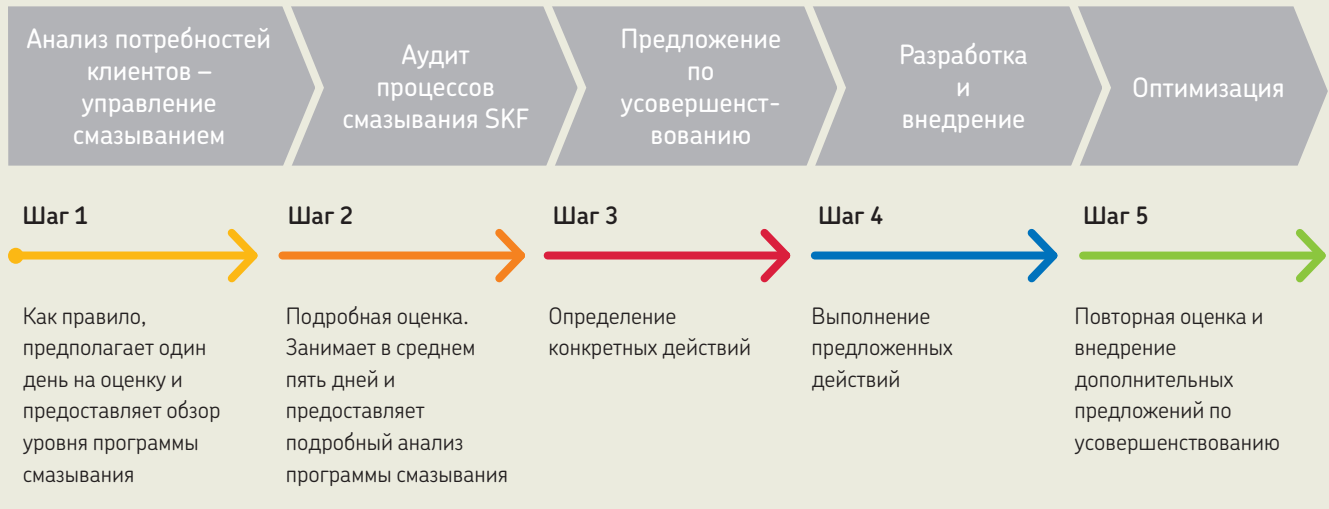 Анализ потребностей
клиентов –
управление
смазыванием
Аудит
процессов
смазывания SKF
Предложение
по
усовершенст-
вованию
Разработка
и
внедрение
Оптимизация
Шаг 1
Как правило,
предполагает один
день на оценку и
предоставляет обзор
уровня программы
смазывания
Шаг 2
Подробная оценка.
Занимает в среднем
пять дней и
предоставляет
подробный анализ
программы смазывания
Шаг 3
Определение
конкретных действий
Шаг 4
Выполнение
предложенных
действий
Шаг 5
Повторная оценка и
внедрение
дополнительных
предложений по
усовершенствованию